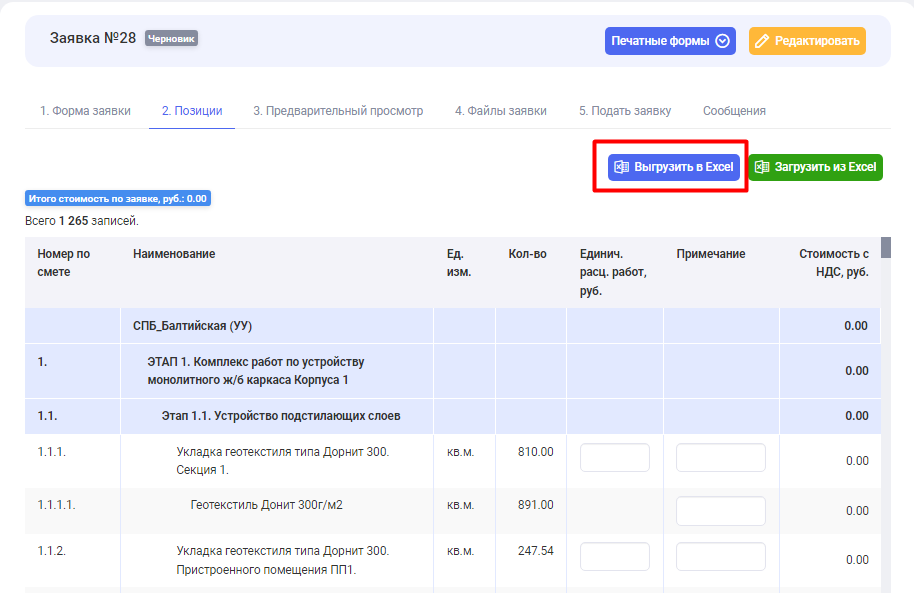 Заявка №28 Черновик Печатные формы Редактировать
1. Форма заявки 2. Позиции 3. Предварительный просмотр 4. Файлы заявки 5. Подать заявку Сообщения
Выгрузить в Excel Загрузить из Excel
Итого стоимость по заявке, руб.: 0.00
Всего 1 265 записей.
Номер по смете Наименование Ед. изм. Кол-во Единич. расц. работ, руб. Примечание Стоимость с НДС, руб.
СПБ_Балтийская (УУ) 0.00
1. ЭТАП 1. Комплекс работ по устройству
монолитного ж/б каркаса Корпуса 1 0.00
1.1. Этап 1.1. Устройство подстилающих слоев 0.00
1.1.1. Укладка геотекстиля типа Дорнит 300. кв.м. 810.00
Секция 1. 0.00
1.1.1.1. Геотекстиль Донит 300г/м2 кв.м. 891.00 0.00
1.1.2. Укладка геотекстиля типа Дорнит 300. кв.м. 247.54
Пристроенного помещения ПП1. 0.00